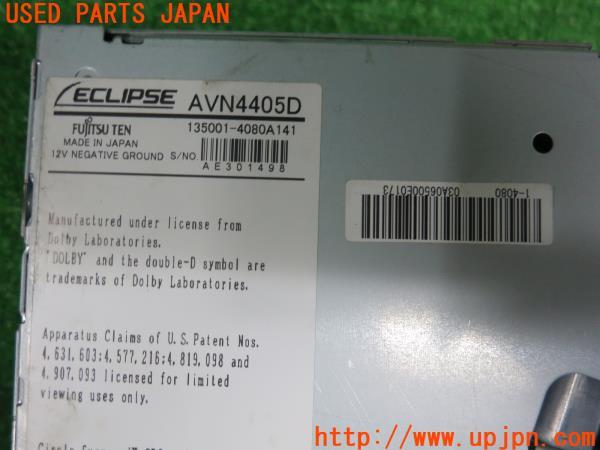 USED PARTS JAPAN
ECLIPSE AVN4405D
FUJITSU TEN 135001-4080A141
MADE IN JAPAN
12V NEGATIVE GROUND S/NO.
AE301498
Manufactured under license from
Dolby Laboratories.
"DOLBY" and the double-D symbol are
trademarks of Dolby Laboratories.
Apparatus Claims of U.S. Patent Nos.
4,631,603;4,577,216;4,819,098 and
4,907,093 licensed for limited
viewing uses only.
1-4080
03A06500E0173
UPJ
http://www.upjpn.com